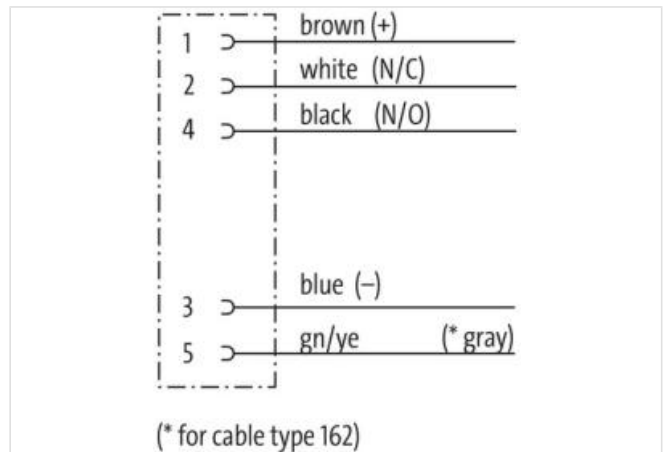 1 brown (+)
2 white (N/C)
4 black (N/O)
3 blue (–)
5 gn/ye (* gray)
(* for cable type 162)